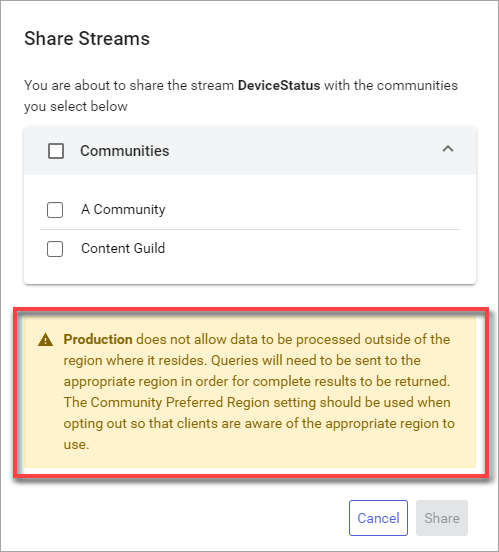 Share Streams
You are about to share the stream DeviceStatus with the communities
you select below
Communities
A Community
Content Guild
Production does not allow data to be processed outside of the
region where it resides. Queries will need to be sent to the
appropriate region in order for complete results to be returned.
The Community Preferred Region setting should be used when
opting out so that clients are aware of the appropriate region to
use.
Cancel Share